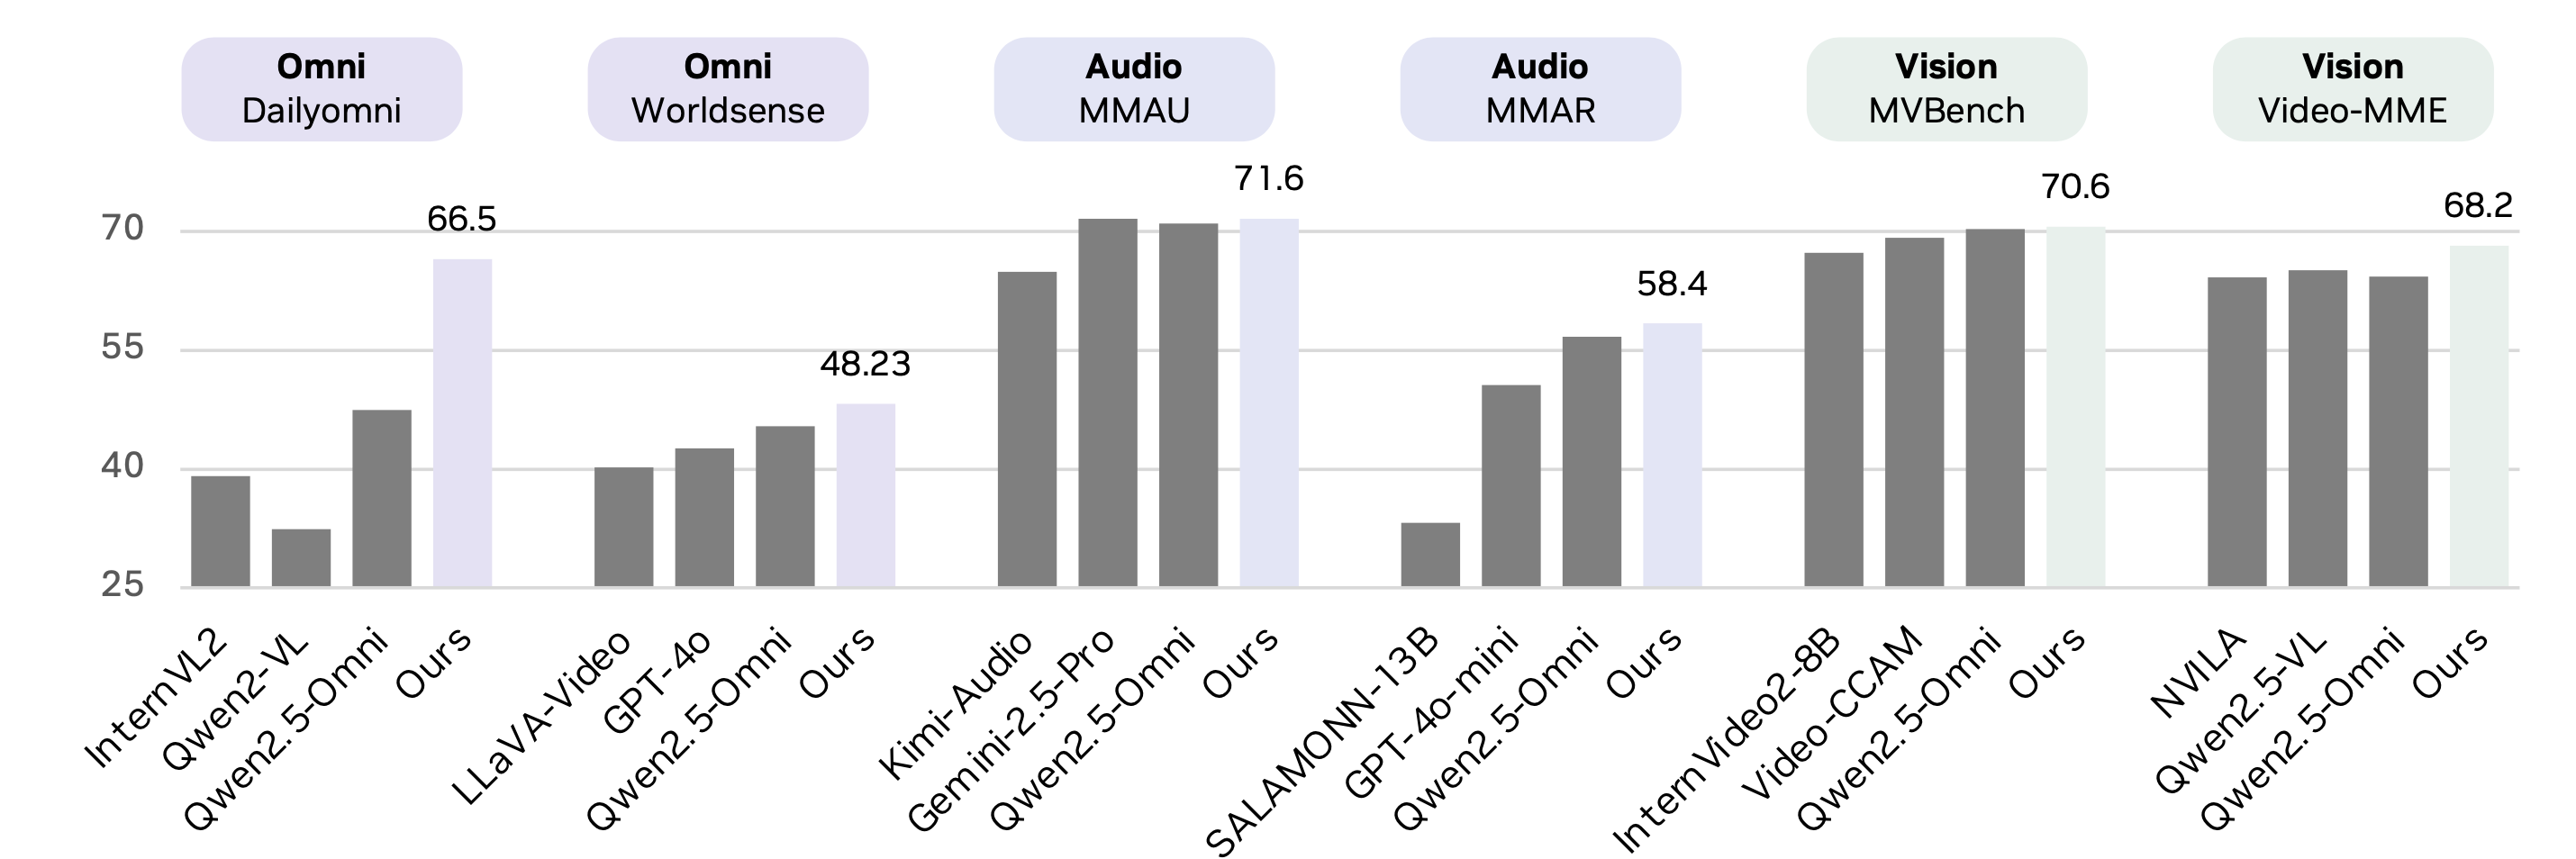 Omni
Dailyomni
Omni
Worldsense
Audio
MMAU
Audio
MMAR
Vision
MVBench
Vision
Video-MME
70
55
40
25
66.5
48.23
71.6
58.4
70.6
68.2
InternVL2
Qwen2-VL
Qwen2.5-Omni
Ours
LLaVA-Video
GPT-4o
Qwen2.5-Omni
Ours
Kimi-Audio
Gemini-2.5-Pro
Qwen2.5-Omni
Ours
SALAMONN-13B
GPT-4o-mini
Qwen2.5-Omni
Ours
InternVideo2-8B
Video-CCAM
Qwen2.5-Omni
Ours
NVILA
Qwen2.5-VL
Qwen2.5-Omni
Ours